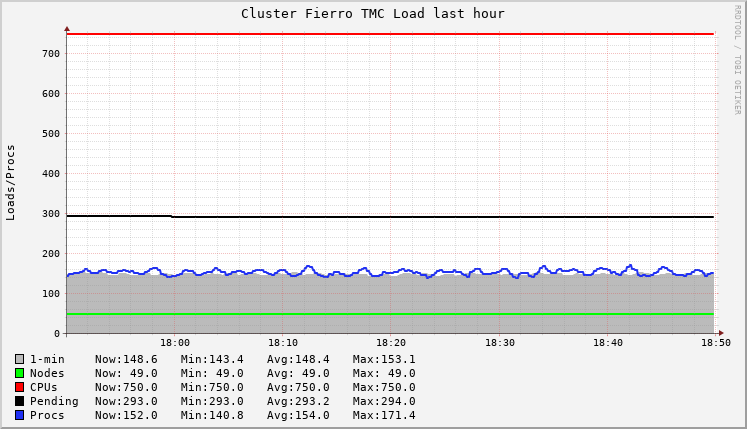 Cluster Fierro TMC Load last hour
RRDTOOL / TOBI OETIKER
Loads/Procs
700
600
500
400
300
200
100
0
18:00 18:10 18:20 18:30 18:40 18:50
1-min Now:148.6 Min:143.4 Avg:148.4 Max:153.1
Nodes Now: 49.0 Min: 49.0 Avg: 49.0 Max: 49.0
CPUs Now:750.0 Min:750.0 Avg:750.0 Max:750.0
Pending Now:293.0 Min:293.0 Avg:293.2 Max:294.0
Procs Now:152.0 Min:140.8 Avg:154.0 Max:171.4